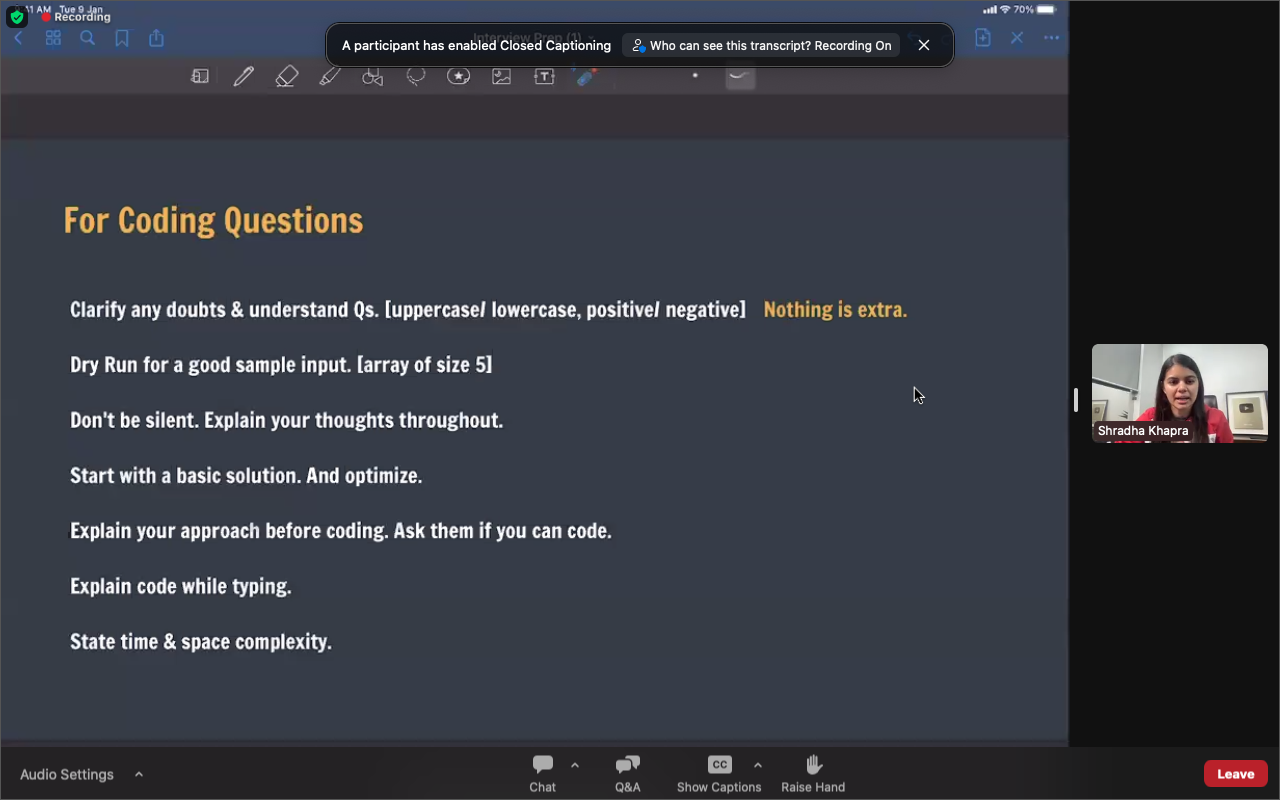 11 AM Tue 9 Jan
Recording
70%
Interview Prep (1)
A participant has enabled Closed Captioning
Who can see this transcript? Recording On
For Coding Questions
Clarify any doubts & understand Qs. [uppercase/ lowercase, positive/ negative] Nothing is extra.
Dry Run for a good sample input. [array of size 5]
Don't be silent. Explain your thoughts throughout.
Start with a basic solution. And optimize.
Explain your approach before coding. Ask them if you can code.
Explain code while typing.
State time & space complexity.
Shradha Khapra
Audio Settings
Chat
Q&A
CC
Show Captions
Raise Hand
Leave